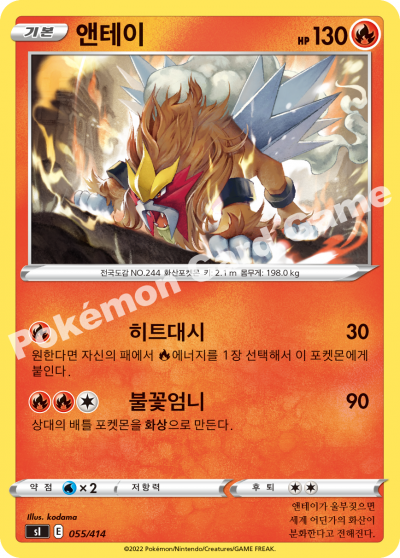 기본 앤테이 HP 130
전국도감 NO.244 화산포켓몬 키: 2.1m 몸무게: 198.0kg
히트대시 30
원한다면 자신의 패에서 에너지를 1장 선택해서 이 포켓몬에게
붙인다.
불꽃엄니 90
상대의 배틀 포켓몬을 화상으로 만든다.
약점 ×2 저항력 후퇴
Illus. kodama
sI E 055/414
앤테이가 울부짖으면
세계 어딘가의 화산이
분화한다고 전해진다.
©2022 Pokémon/Nintendo/Creatures/GAME FREAK.
Pokémon Card Game